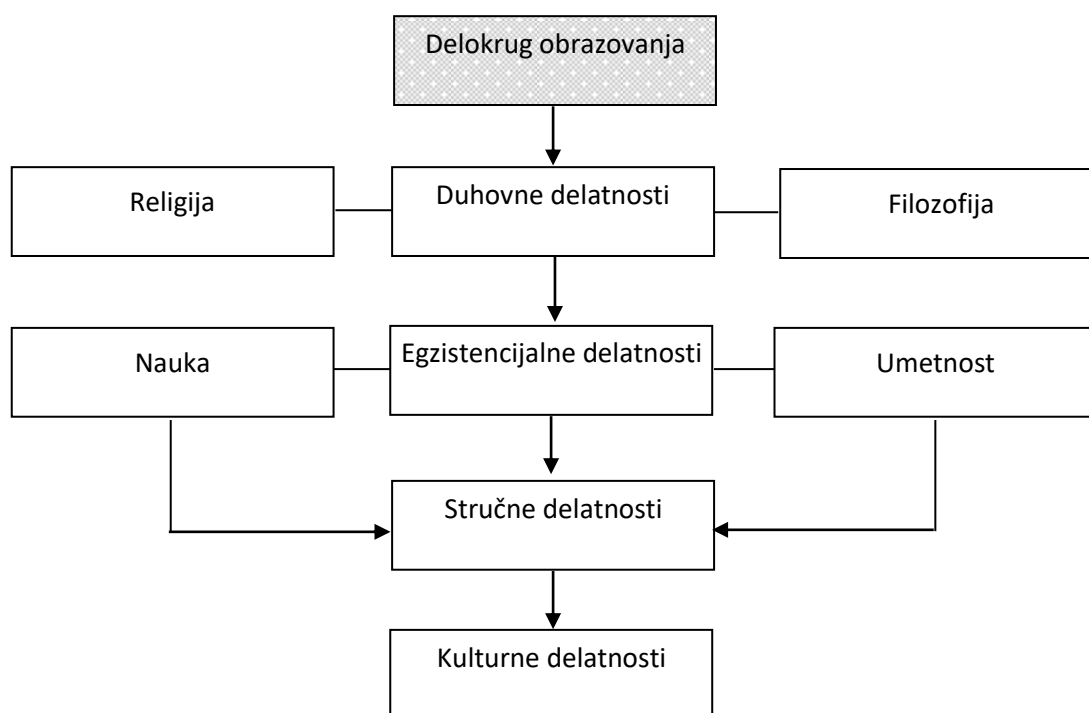 Delokrug obrazovanja
Religija
Duhovne delatnosti
Filozofija
Nauka
Egzistencijalne delatnosti
Umetnost
Stručne delatnosti
Kulturne delatnosti